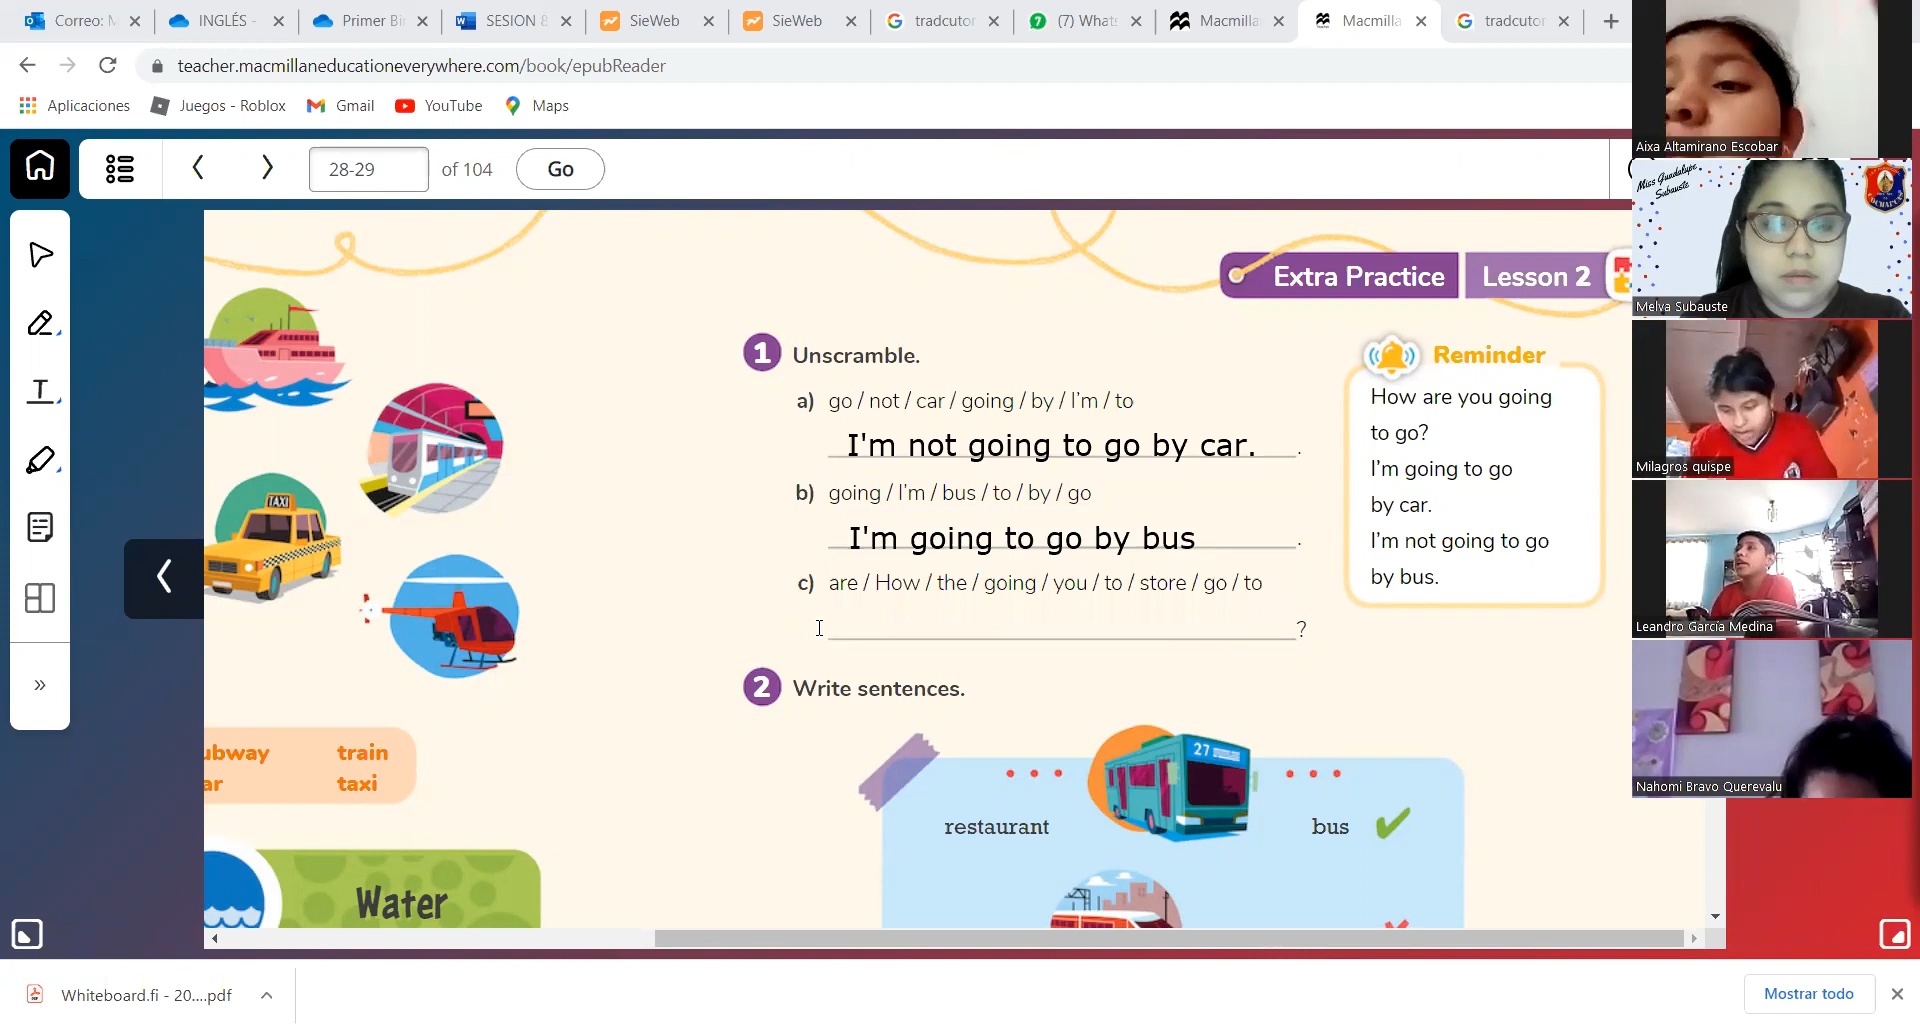 Correo: M
INGLÉS -
Primer Bi
SESION 8
SieWeb
SieWeb
tradcutor
(7) Whats
Macmilla
Macmilla
tradcutor
teacher.macmillaneducationeverywhere.com/book/epubReader
Aplicaciones
Juegos - Roblox
Gmail
YouTube
Maps
28-29
of 104
Go
Extra Practice
Lesson 2
1 Unscramble.
a) go / not / car / going / by / I'm / to
I'm not going to go by car. .
b) going / I'm / bus / to / by / go
I'm going to go by bus .
c) are / How / the / going / you / to / store / go / to
?
Reminder
How are you going
to go?
I'm going to go
by car.
I'm not going to go
by bus.
2 Write sentences.
27
restaurant
bus
TAXI
ubway
train
ar
taxi
Water
Aixa Altamirano Escobar
Miss Guadalupe
Subauste
Melva Subauste
Milagros quispe
Leandro García Medina
Nahomi Bravo Querevalu
Whiteboard.fi - 20....pdf
Mostrar todo